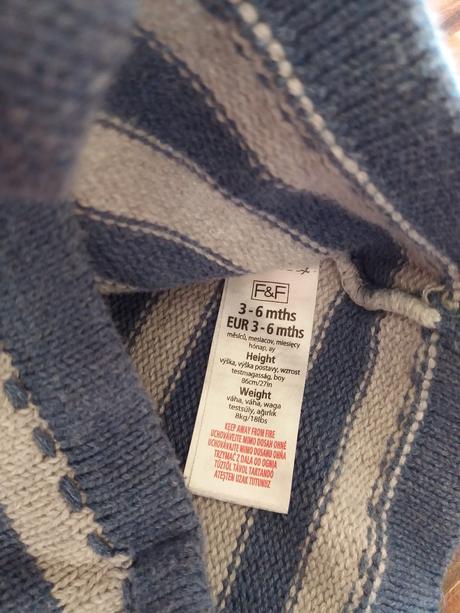 F&F
3 - 6 mths
EUR 3 - 6 mths
měsíců, mesiacov, miesięcy
hónap, ay
Height
výška, výška postavy, wzrost
testmagasság, boy
86cm/27in
Weight
váha, váha, waga
testsúly, ağırlık
8kg/18lbs
KEEP AWAY FROM FIRE
UCHOVÁVEJTE MIMO DOSAH OHNĚ
UCHOVÁVAJTE MIMO DOSAHU OHŇA
TRZYMAĆ Z DALA OD OGNIA
TŰZTŐL TÁVOL TARTANDÓ
ATEŞTEN UZAK TUTUNUZ